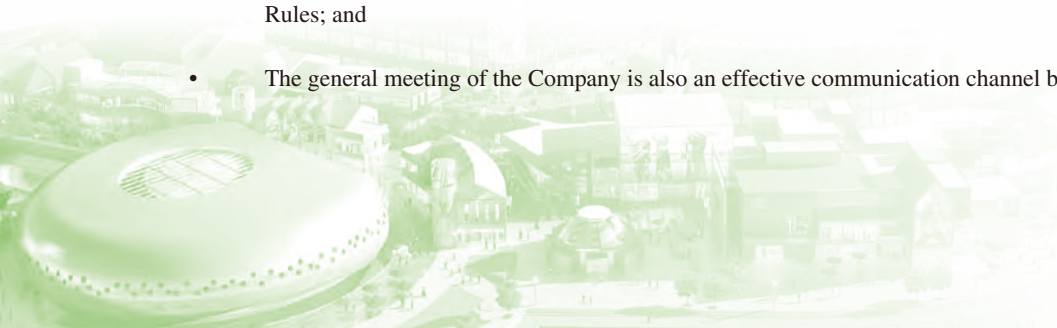 Rules; and
• The general meeting of the Company is also an effective communication channel b